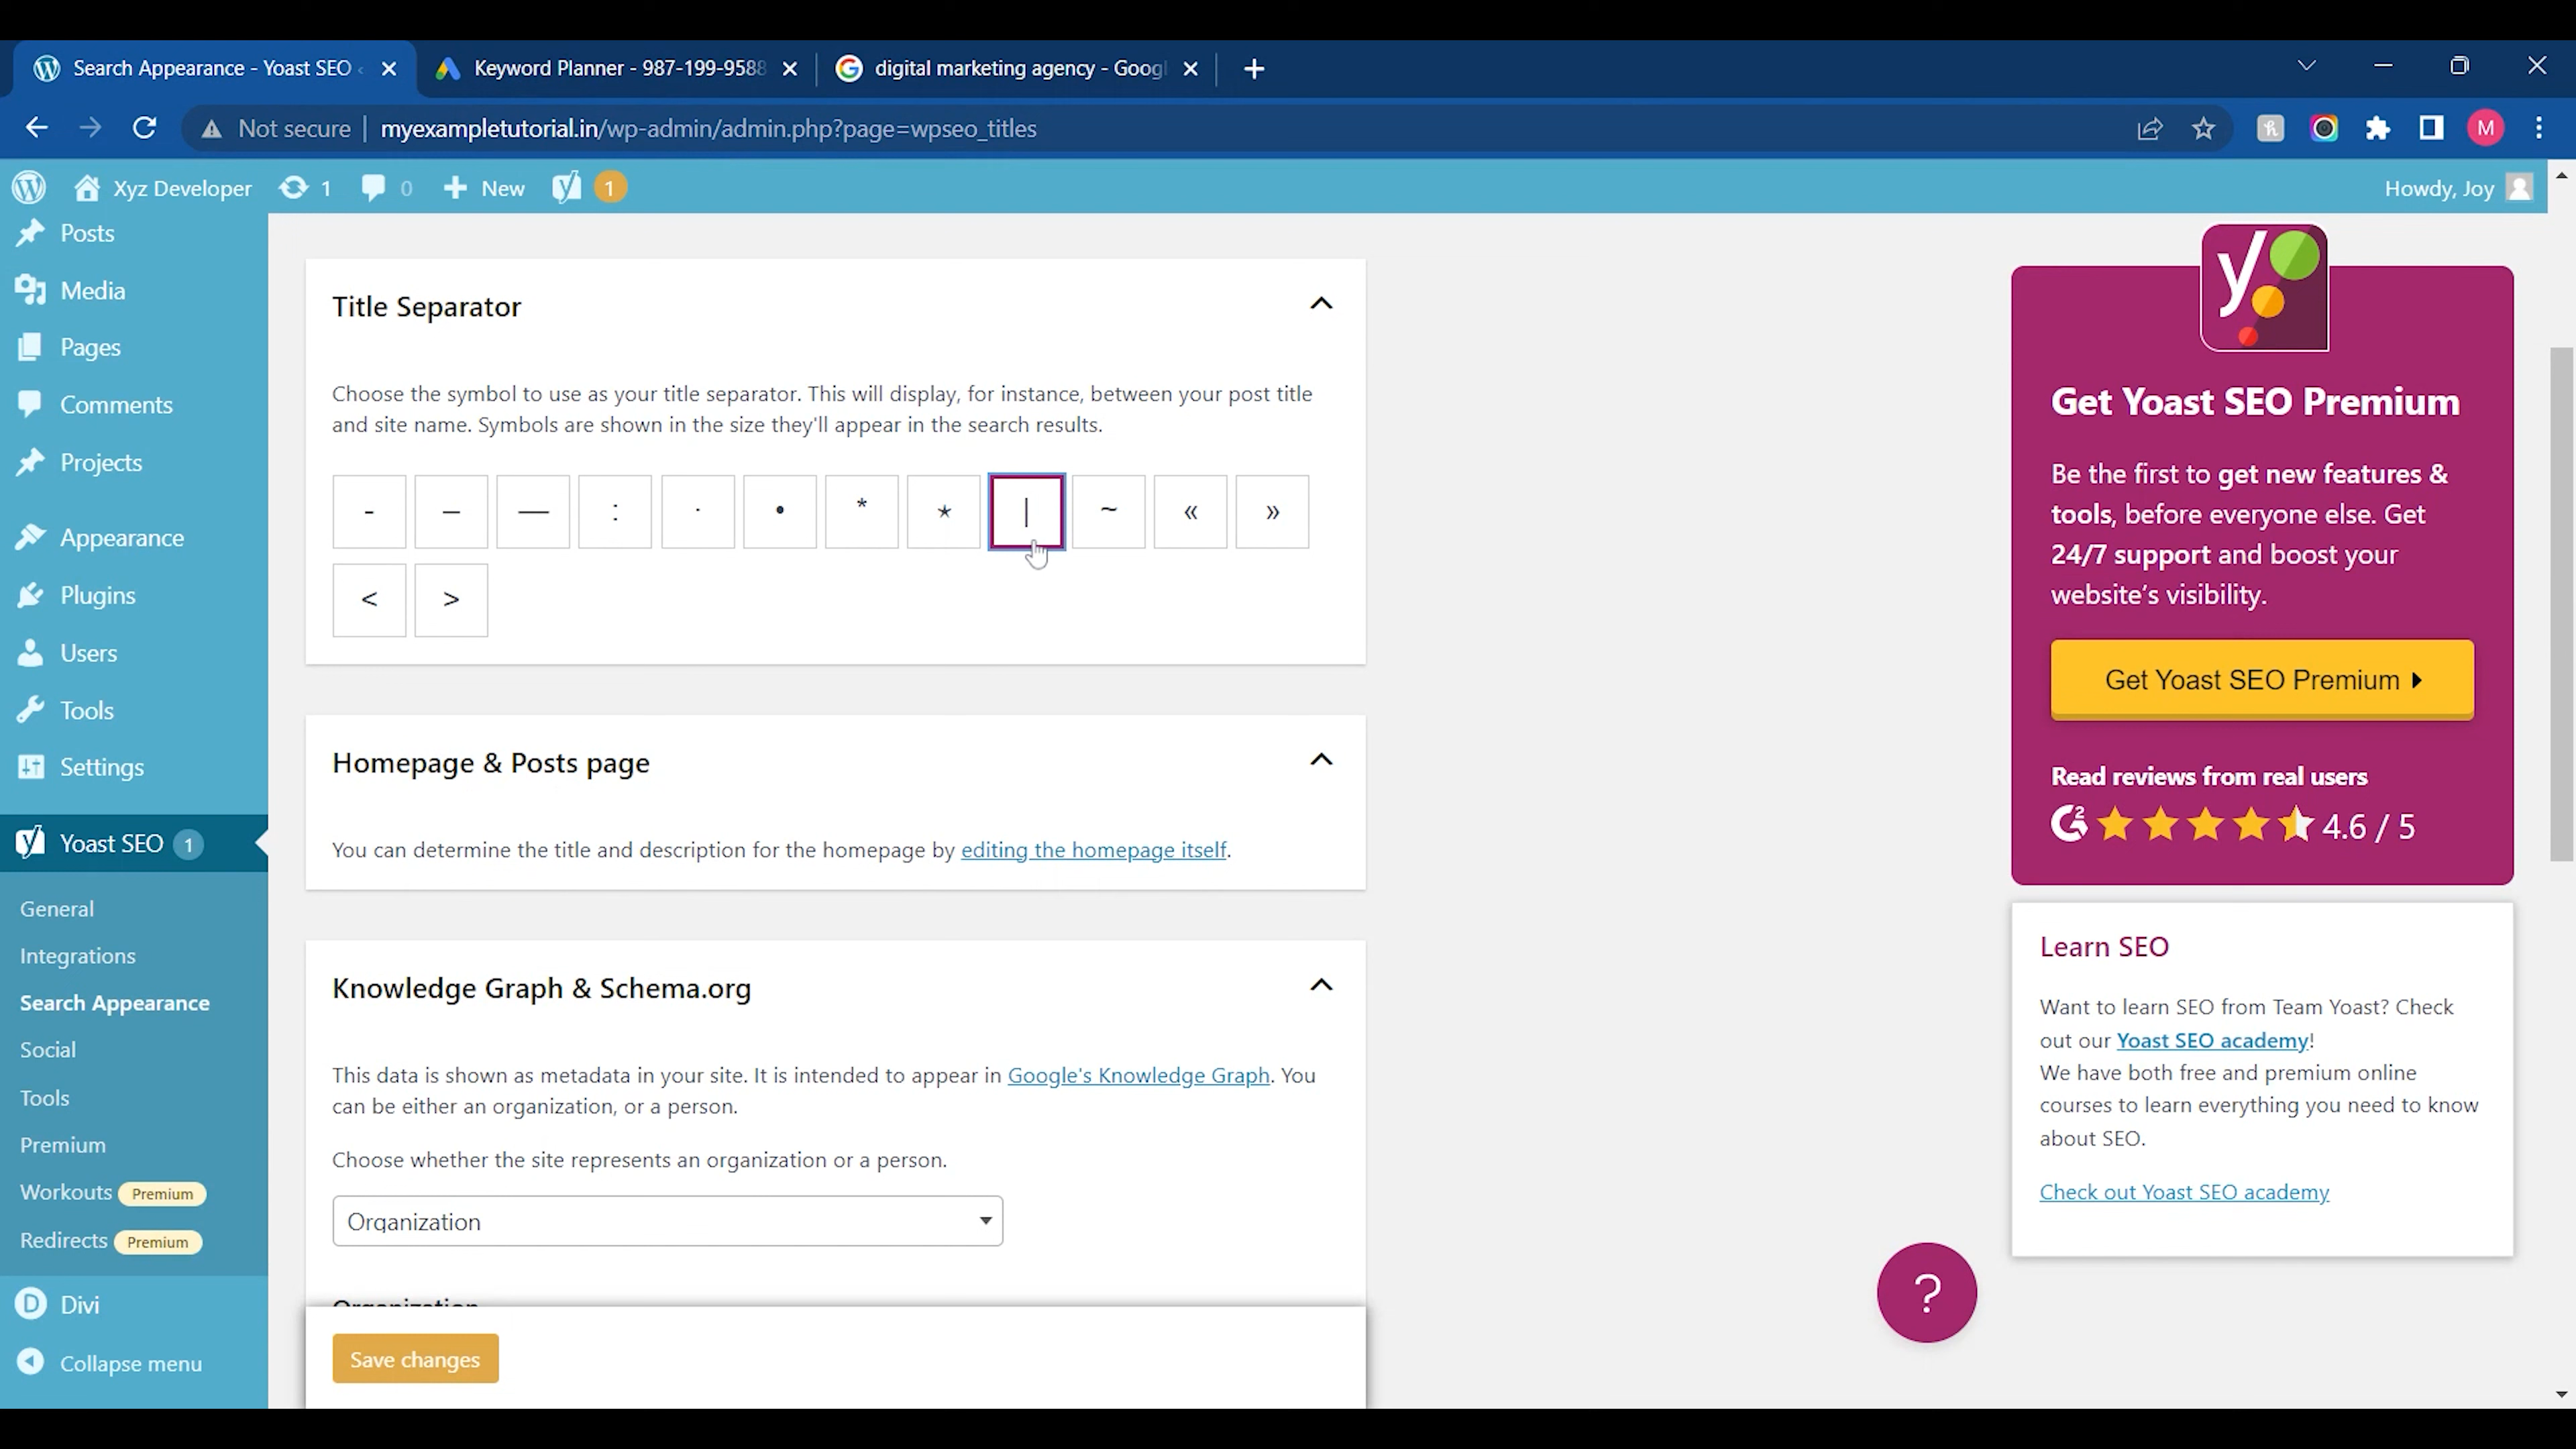 Search Appearance - Yoast SEO
Keyword Planner - 987-199-9588
digital marketing agency - Googl
Not secure
myexampletutorial.in/wp-admin/admin.php?page=wpseo_titles
M
Xyz Developer
1
0
New
1
Howdy, Joy
Posts
Media
Pages
Comments
Projects
Appearance
Plugins
Users
Tools
Settings
Yoast SEO 1
General
Integrations
Search Appearance
Social
Tools
Premium
Workouts Premium
Redirects Premium
Divi
Collapse menu
Title Separator
Choose the symbol to use as your title separator. This will display, for instance, between your post title
and site name. Symbols are shown in the size they'll appear in the search results.
- – — : · • * ⋆ | ~ « »
< >
Homepage & Posts page
You can determine the title and description for the homepage by editing the homepage itself.
Knowledge Graph & Schema.org
This data is shown as metadata in your site. It is intended to appear in Google's Knowledge Graph. You
can be either an organization, or a person.
Choose whether the site represents an organization or a person.
Organization
Save changes
Get Yoast SEO Premium
Be the first to get new features &
tools, before everyone else. Get
24/7 support and boost your
website's visibility.
Get Yoast SEO Premium
Read reviews from real users
4.6 / 5
Learn SEO
Want to learn SEO from Team Yoast? Check
out our Yoast SEO academy!
We have both free and premium online
courses to learn everything you need to know
about SEO.
Check out Yoast SEO academy
?